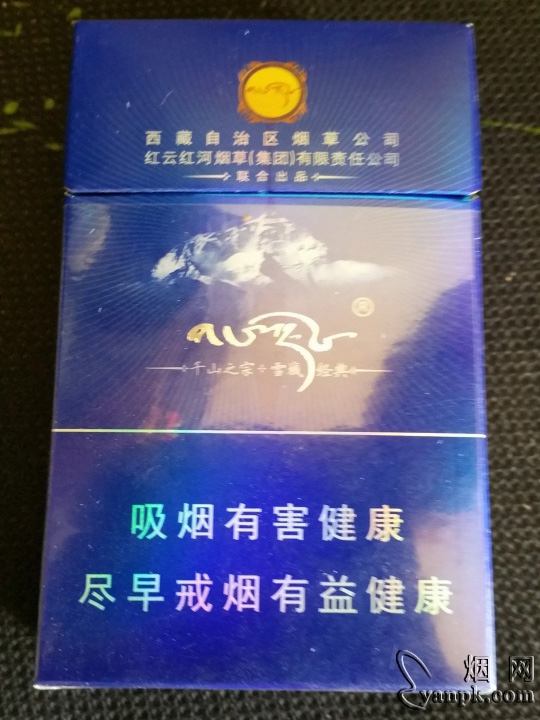 西藏自治区烟草公司
红云红河烟草(集团)有限责任公司
联合出品
千山之宗 雪域 经典
吸烟有害健康
尽早戒烟有益健康
烟网
yanpk.com